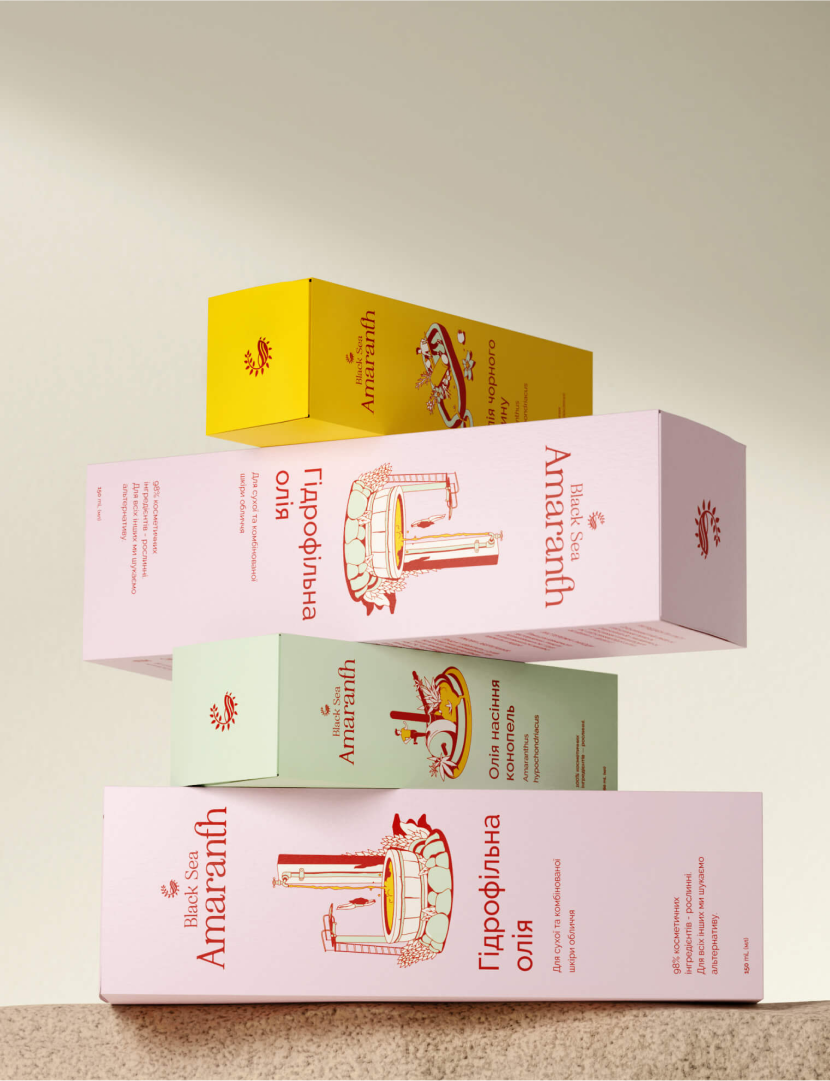 Black Sea
Amaranth
чорного
Black Sea
Amaranth
Гідрофільна
олія
Для сухої та комбінованої
шкіри обличчя
98% косметичних
інгредієнтів - рослинні.
Для всіх інших ми шукаємо
альтернативу
150 mL (мл)
Black Sea
Amaranth
Олія насіння
конопель
Amaranthus
hypochondriacus
Black Sea
Amaranth
Гідрофільна
олія
Для сухої та комбінованої
шкіри обличчя
98% косметичних
інгредієнтів - рослинні.
Для всіх інших ми шукаємо
альтернативу.
150 mL (мл)